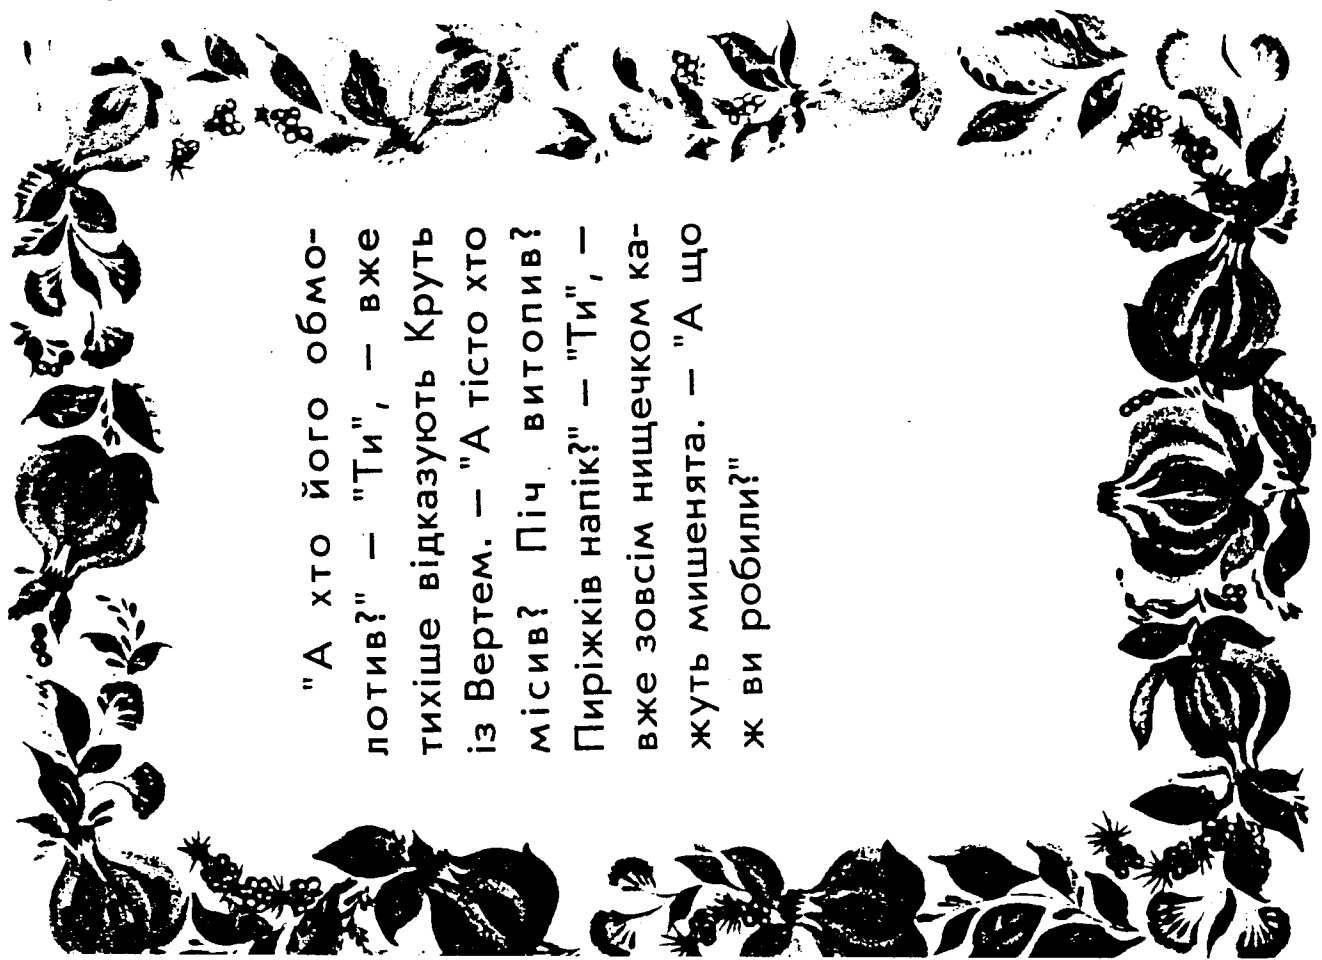 "А хто його обмо-
лотив?" — "Ти", — вже
тихіше відказують Круть
із Вертем. — "А тісто хто
місив? Піч витопив?
Пиріжків напік?" — "Ти", —
вже зовсім нищечком ка-
жуть мишенята. — "А що
ж ви робили?"